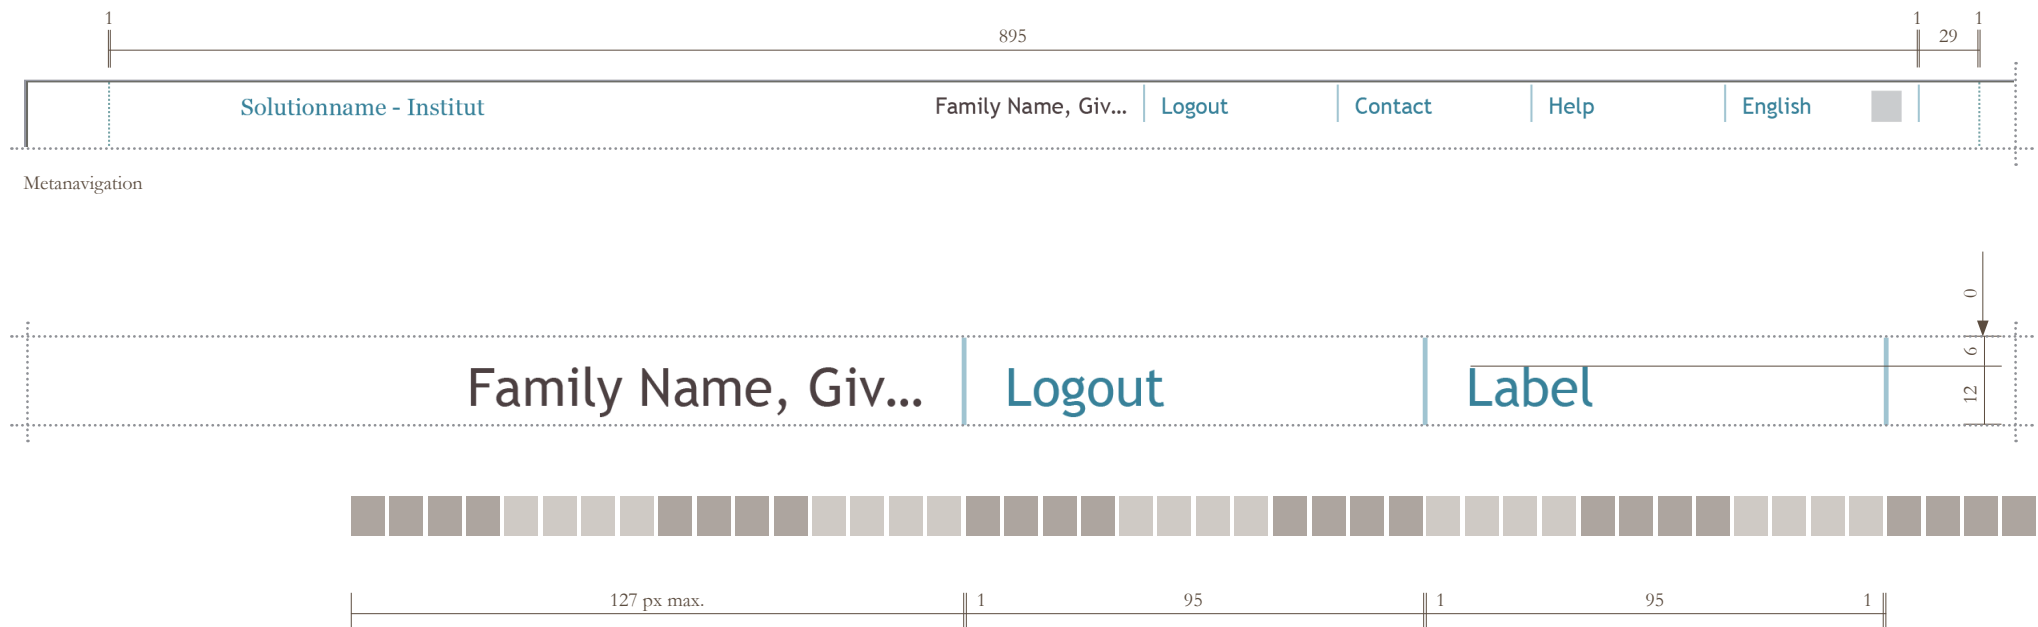 1 1 1
895 29
Solutionname - Institut Family Name, Giv... Logout Contact Help English
Metanavigation
0
6
Family Name, Giv... Logout Label
12
127 px max. 1 95 1 95 1